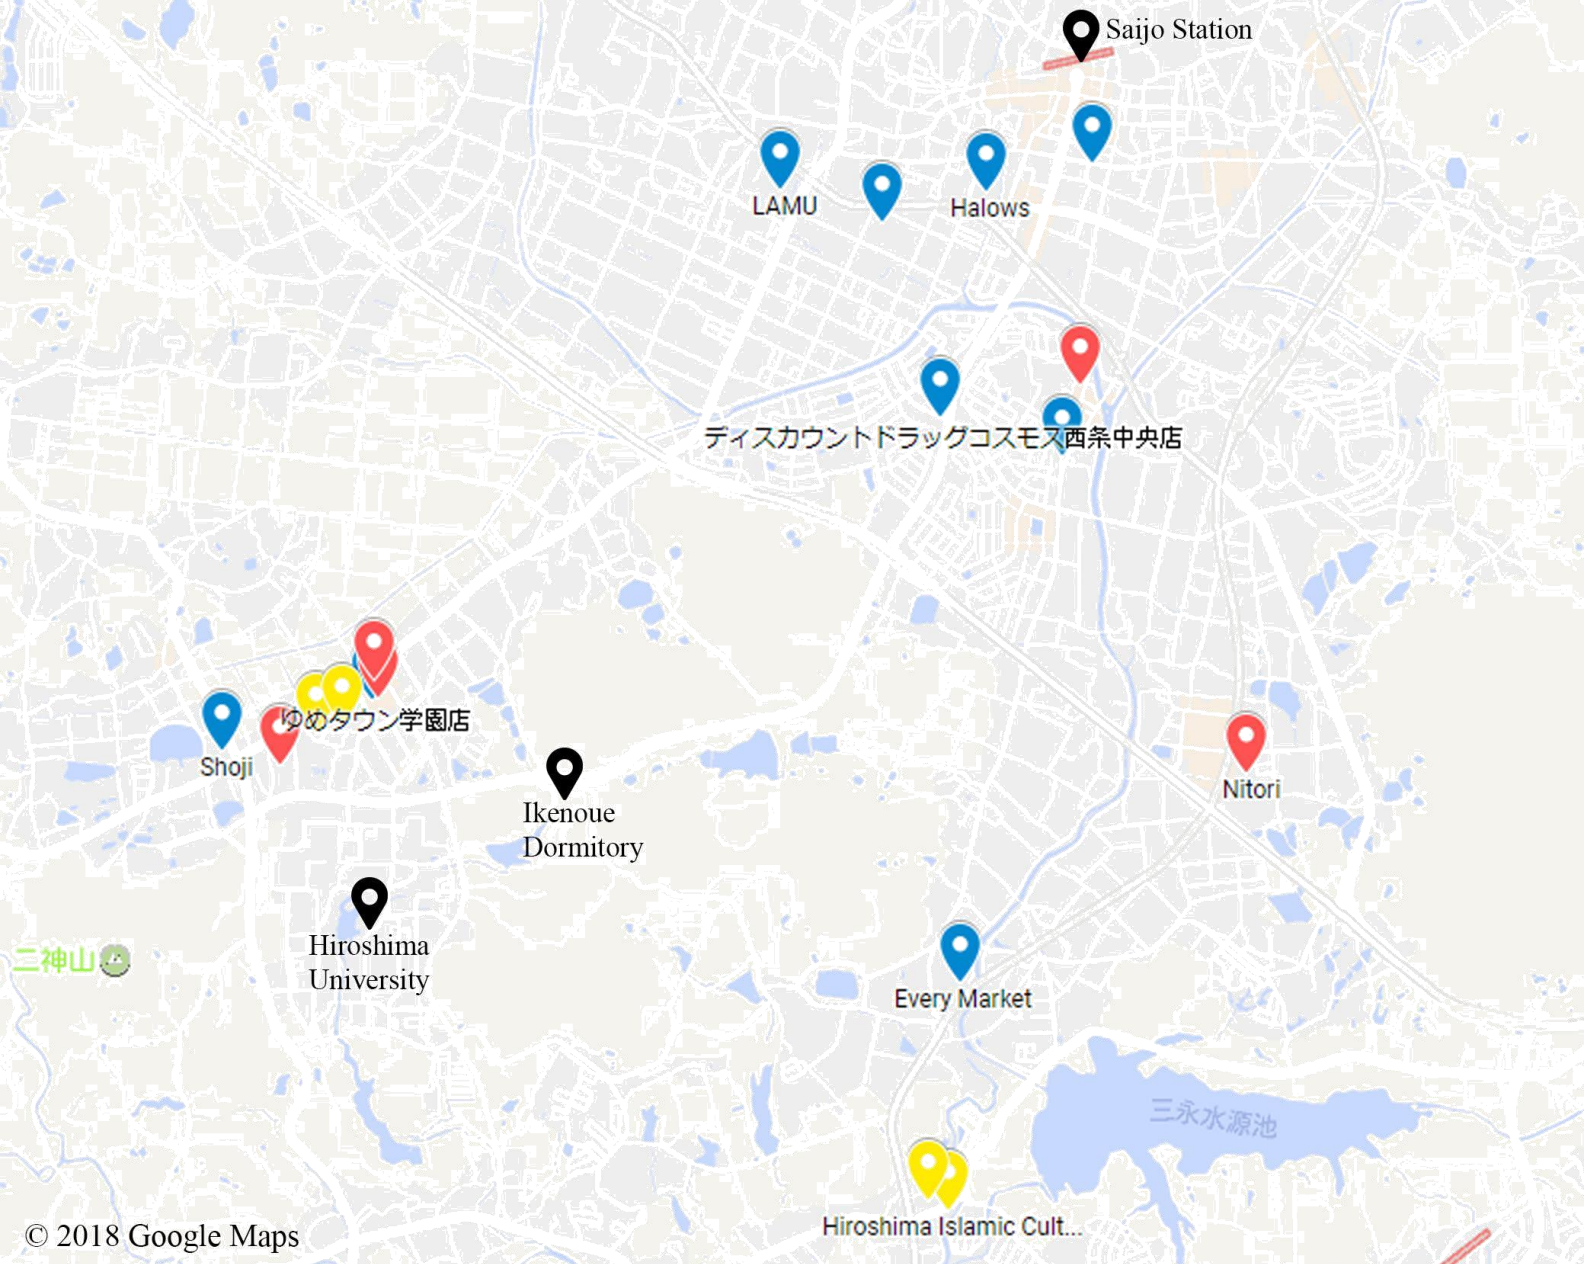 Saijo Station
LAMU
Halows
ディスカウントドラッグコスモス西条中央店
ゆめタウン学園店
Shoji
Ikenoue
Dormitory
Nitori
Hiroshima
University
二神山
Every Market
三永水源池
Hiroshima Islamic Cult...
© 2018 Google Maps